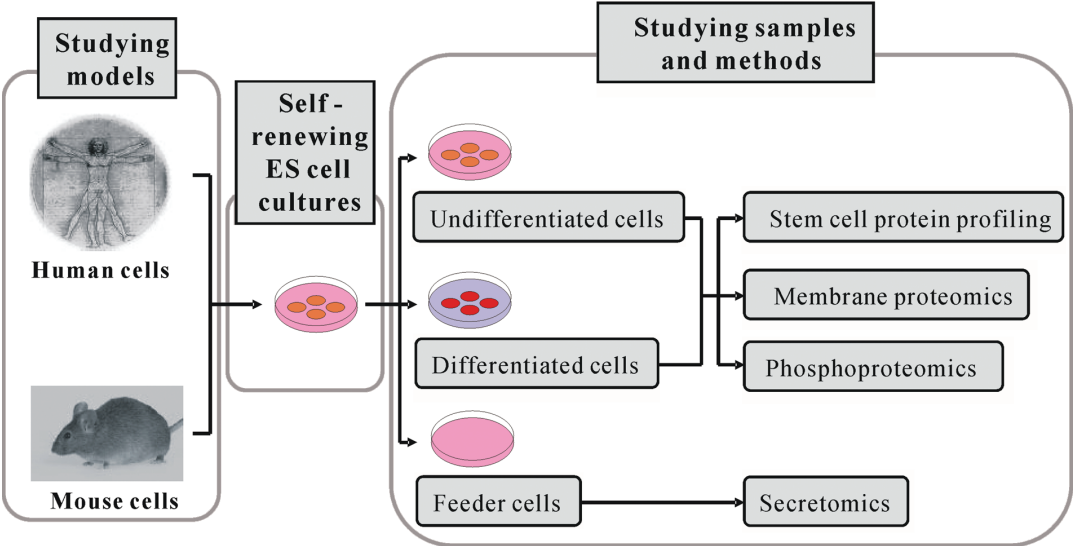 Studying
models
Human cells
Mouse cells
Self -
renewing
ES cell
cultures
Studying samples
and methods
Undifferentiated cells
Differentiated cells
Feeder cells
Stem cell protein profiling
Membrane proteomics
Phosphoproteomics
Secretomics